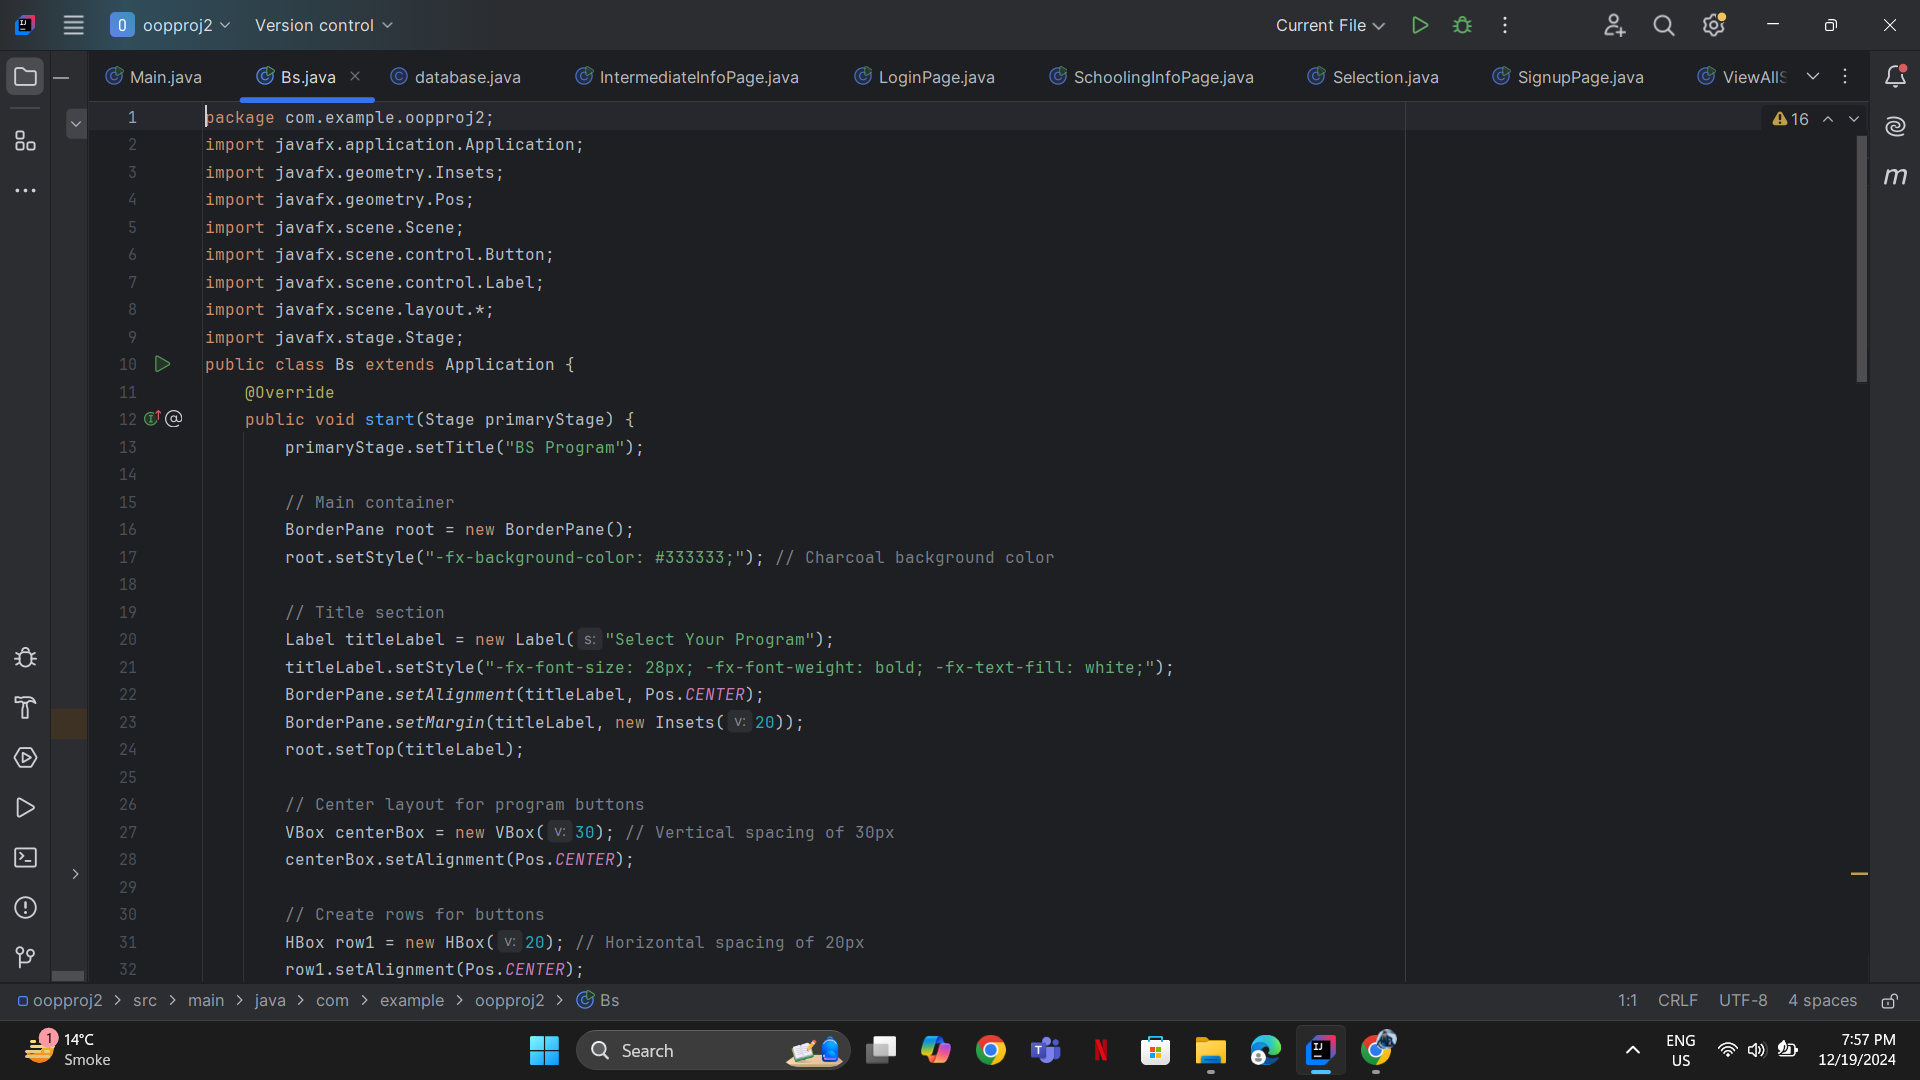 oopproj2
Version control
Current File
Main.java
Bs.java
database.java
IntermediateInfoPage.java
LoginPage.java
SchoolingInfoPage.java
Selection.java
SignupPage.java
ViewAllS
16
1 package com.example.oopproj2;
2 import javafx.application.Application;
3 import javafx.geometry.Insets;
4 import javafx.geometry.Pos;
5 import javafx.scene.Scene;
6 import javafx.scene.control.Button;
7 import javafx.scene.control.Label;
8 import javafx.scene.layout.*;
9 import javafx.stage.Stage;
10 public class Bs extends Application {
11 @Override
12 public void start(Stage primaryStage) {
13 primaryStage.setTitle("BS Program");
14
15 // Main container
16 BorderPane root = new BorderPane();
17 root.setStyle("-fx-background-color: #333333;"); // Charcoal background color
18
19 // Title section
20 Label titleLabel = new Label( s: "Select Your Program");
21 titleLabel.setStyle("-fx-font-size: 28px; -fx-font-weight: bold; -fx-text-fill: white;");
22 BorderPane.setAlignment(titleLabel, Pos.CENTER);
23 BorderPane.setMargin(titleLabel, new Insets( v: 20));
24 root.setTop(titleLabel);
25
26 // Center layout for program buttons
27 VBox centerBox = new VBox( v: 30); // Vertical spacing of 30px
28 centerBox.setAlignment(Pos.CENTER);
29
30 // Create rows for buttons
31 HBox row1 = new HBox( v: 20); // Horizontal spacing of 20px
32 row1.setAlignment(Pos.CENTER);
oopproj2 > src > main > java > com > example > oopproj2 > Bs
1:1 CRLF UTF-8 4 spaces
1
14°C
Smoke
Search
ENG
US
7:57 PM
12/19/2024